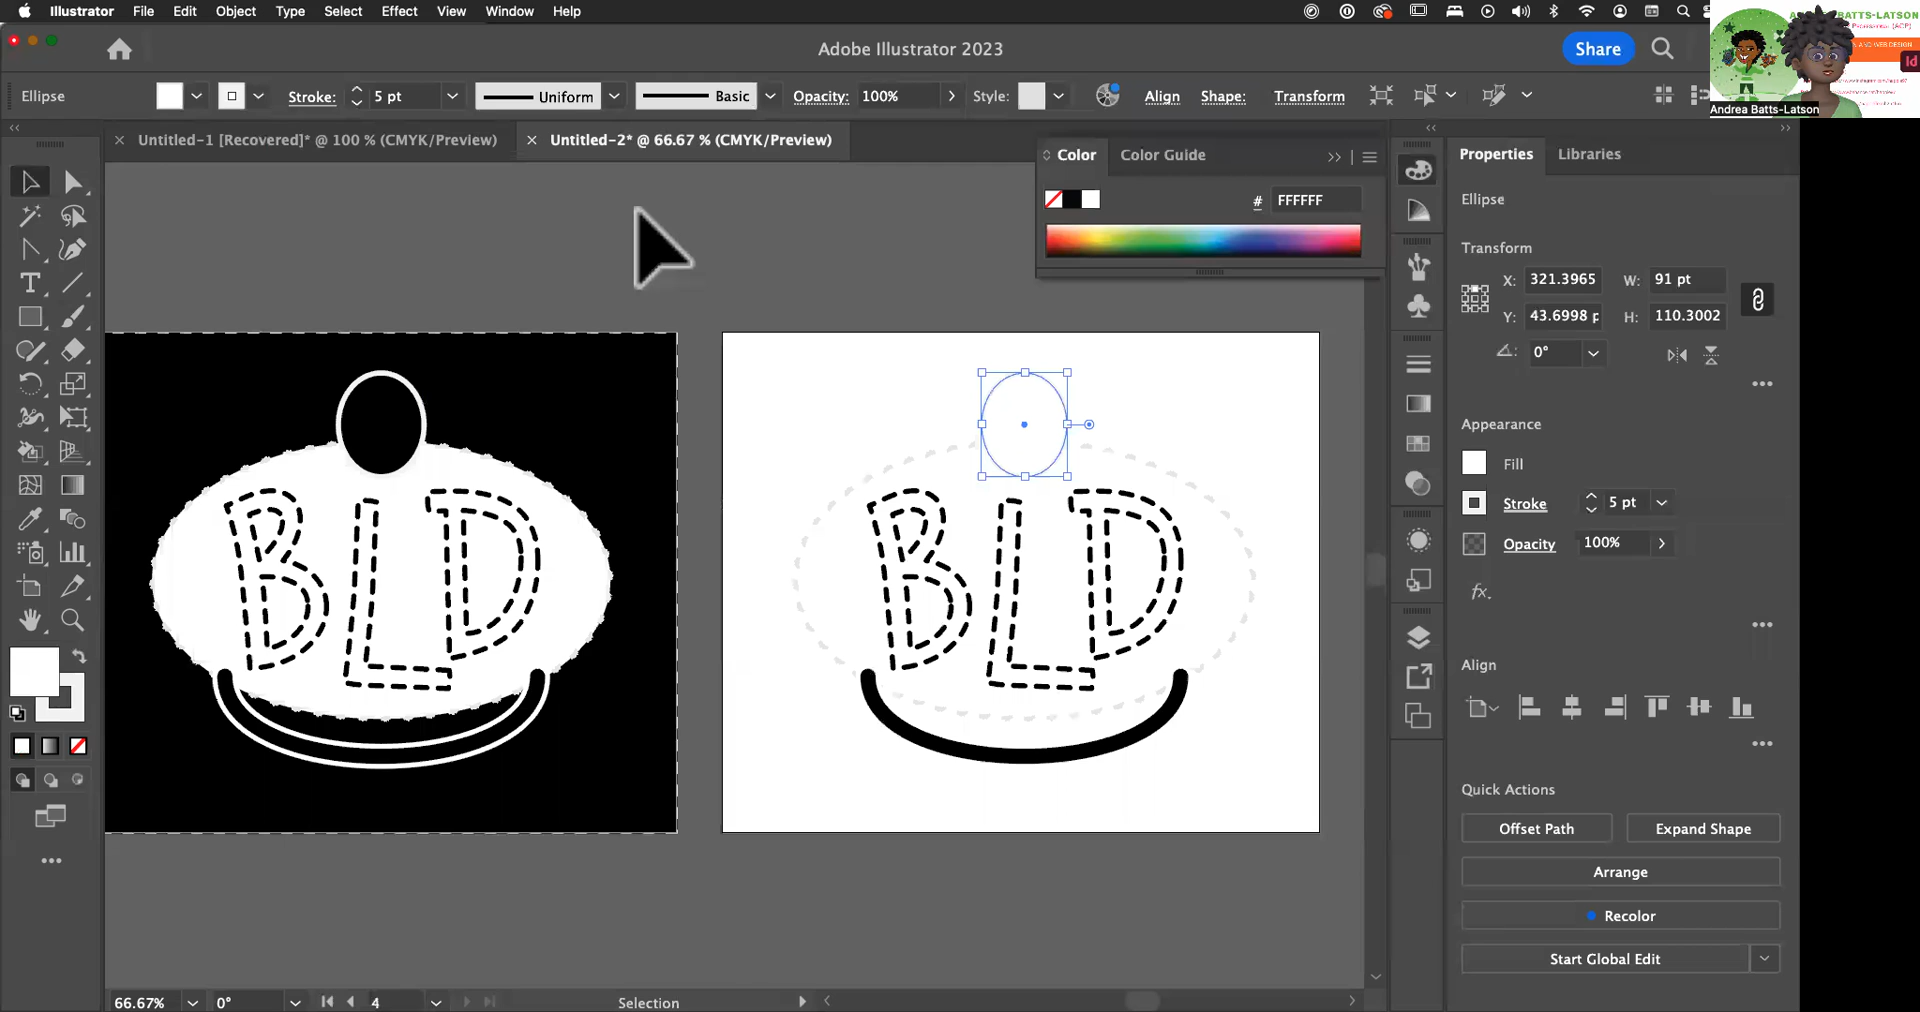 Illustrator File Edit Object Type Select Effect View Window Help
Adobe Illustrator 2023
Share
Ellipse Stroke: 5 pt Uniform Basic Opacity: 100% Style: Align Shape: Transform
Andrea Batts-Latson
Untitled-1 [Recovered]* @ 100 % (CMYK/Preview)
Untitled-2* @ 66.67 % (CMYK/Preview)
Color Color Guide
# FFFFFF
Properties Libraries
Ellipse
Transform
X: 321.3965 W: 91 pt
Y: 43.6998 p H: 110.3002
0°
Appearance
Fill
Stroke 5 pt
Opacity 100%
fx.
Align
Quick Actions
Offset Path Expand Shape
Arrange
Recolor
Start Global Edit
BLD
BLD
66.67% 0° 4 Selection
AND WEB DESIGN
Id